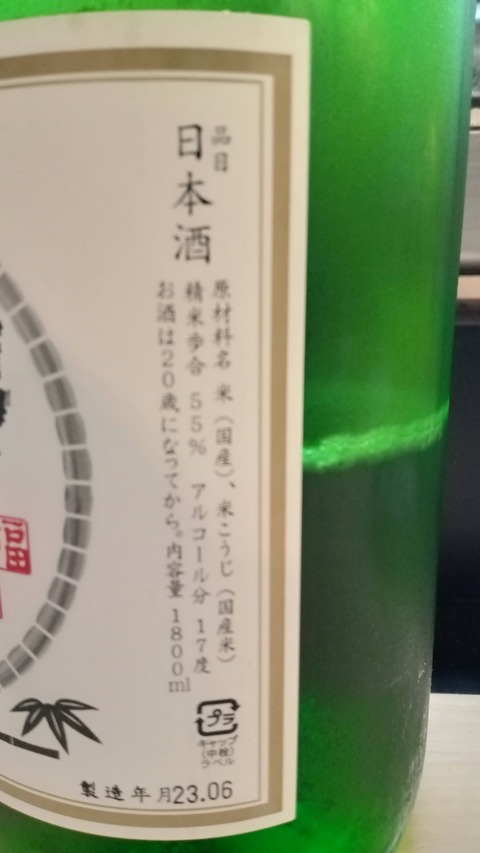 品目
日本酒
原材料名 米（国産）、米こうじ（国産米）
精米歩合 55% アルコール分 17度
お酒は20歳になってから。内容量 1800ml
プラ
キャップ
（中栓）
ラベル
製造年月23.06